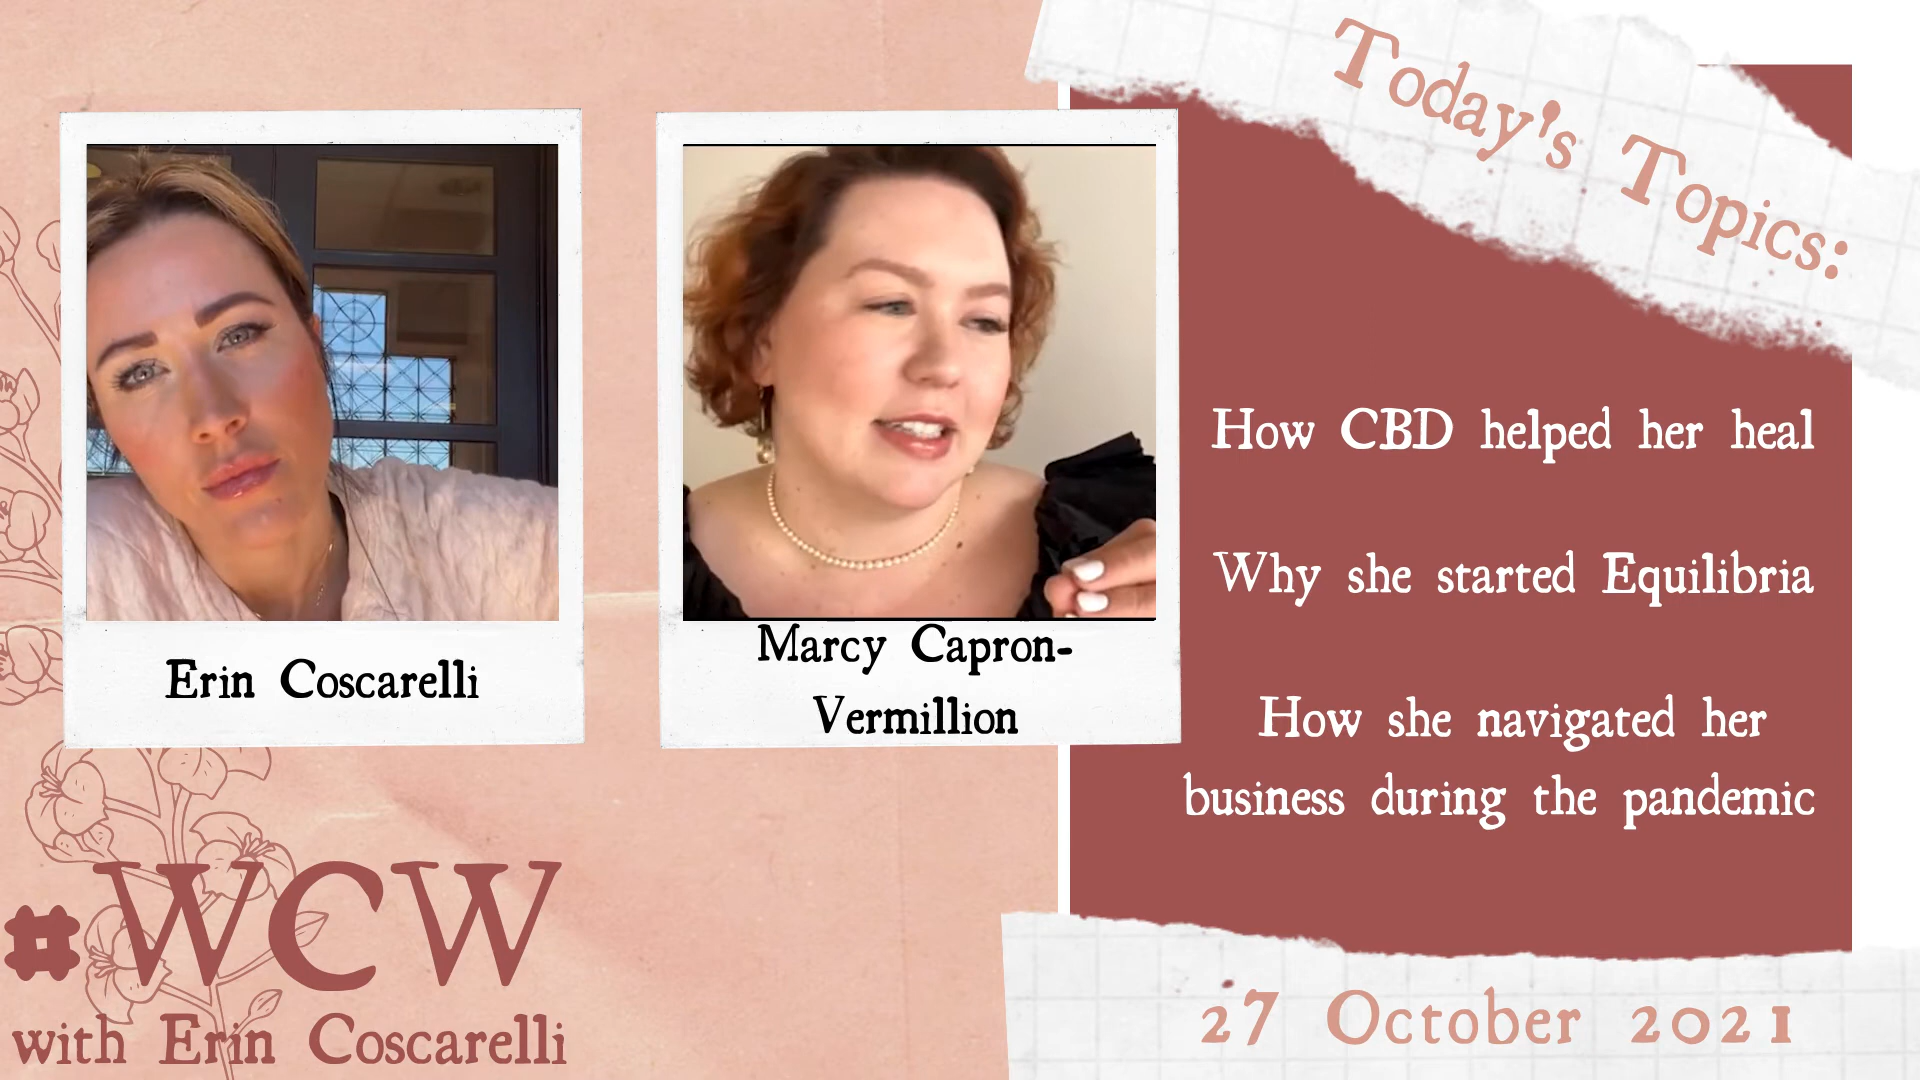 Today's Topics:
Erin Coscarelli
Marcy Capron-
Vermillion
How CBD helped her heal
Why she started Equilibria
How she navigated her
business during the pandemic
#WCW
with Erin Coscarelli
27 October 2021